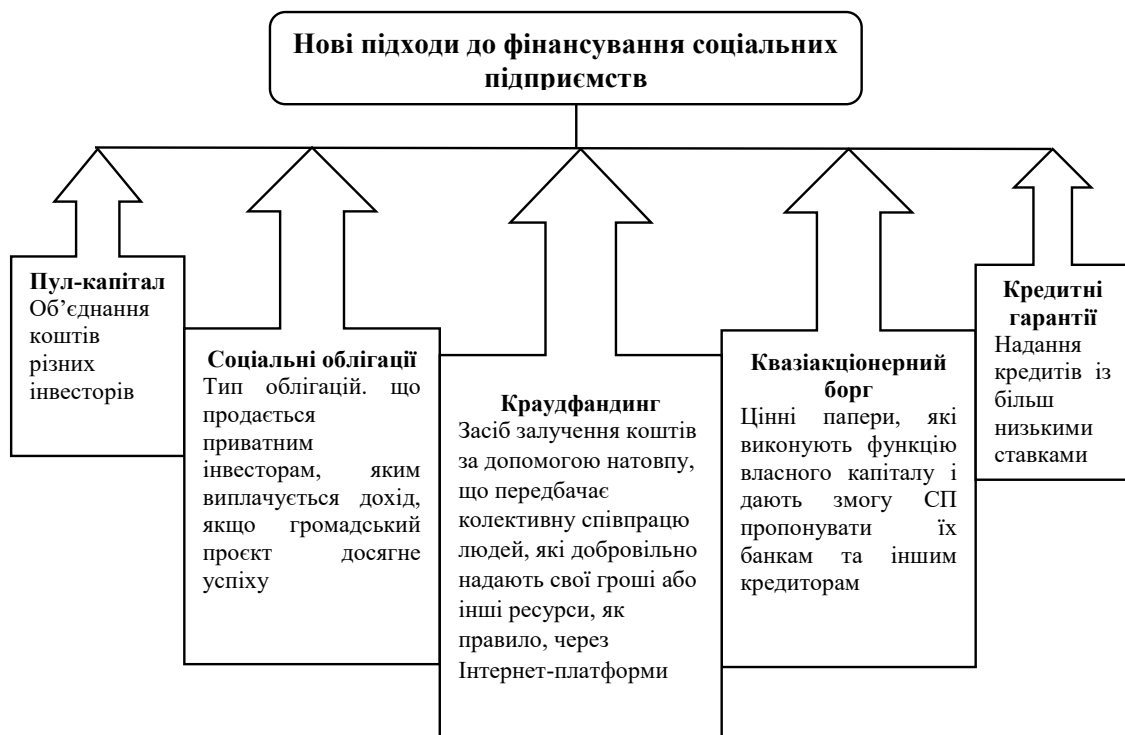 Нові підходи до фінансування соціальних
підприємств
Пул-капітал
Об’єднання
коштів
різних
інвесторів
Соціальні облігації
Тип облігацій. що
продається
приватним
інвесторам, яким
виплачується дохід,
якщо громадський
проєкт досягне
успіху
Краудфандинг
Засіб залучення коштів
за допомогою натовпу,
що передбачає
колективну співпрацю
людей, які добровільно
надають свої гроші або
інші ресурси, як
правило, через
Інтернет-платформи
Квазіакціонерний
борг
Цінні папери, які
виконують функцію
власного капіталу і
дають змогу СП
пропонувати їх
банкам та іншим
кредиторам
Кредитні
гарантії
Надання
кредитів із
більш
низькими
ставками